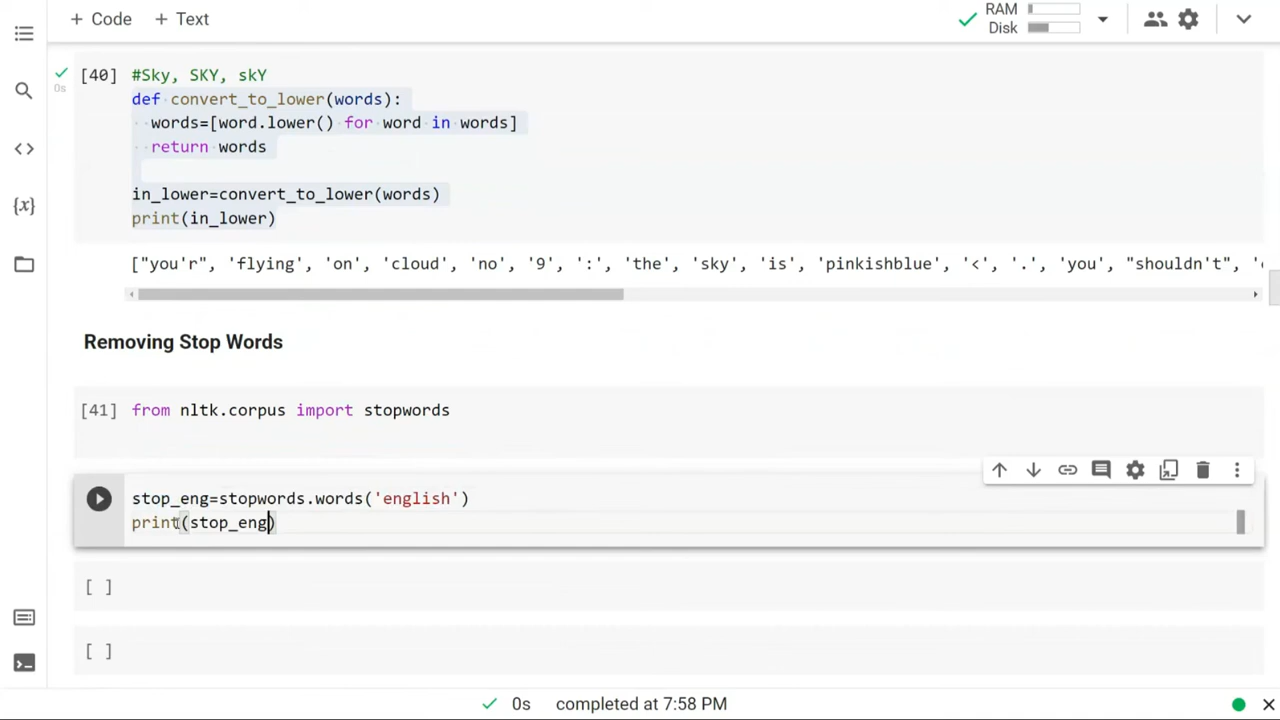 + Code + Text
RAM
Disk
[40] #Sky, SKY, skY
0s
def convert_to_lower(words):
words=[word.lower() for word in words]
return words
in_lower=convert_to_lower(words)
print(in_lower)
["you'r", 'flying', 'on', 'cloud', 'no', '9', ':', 'the', 'sky', 'is', 'pinkishblue', '<', '.', 'you', "shouldn't", '
Removing Stop Words
[41] from nltk.corpus import stopwords
stop_eng=stopwords.words('english')
print(stop_eng)
[ ]
[ ]
0s completed at 7:58 PM